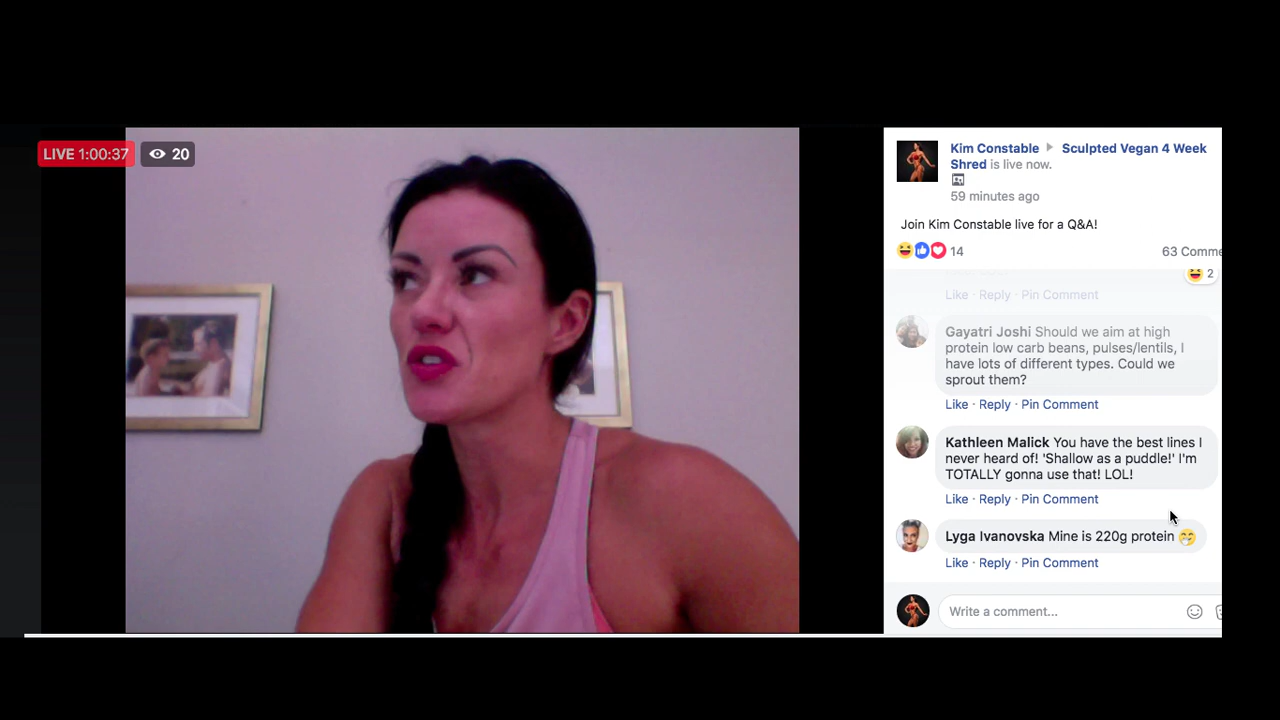 LIVE 1:00:37
20
Kim Constable Sculpted Vegan 4 Week
Shred is live now.
59 minutes ago
Join Kim Constable live for a Q&A!
14
63 Comme
2
Like · Reply · Pin Comment
Gayatri Joshi Should we aim at high
protein low carb beans, pulses/lentils, I
have lots of different types. Could we
sprout them?
Like · Reply · Pin Comment
Kathleen Malick You have the best lines I
never heard of! 'Shallow as a puddle!' I'm
TOTALLY gonna use that! LOL!
Like · Reply · Pin Comment
Lyga Ivanovska Mine is 220g protein
Like · Reply · Pin Comment
Write a comment...